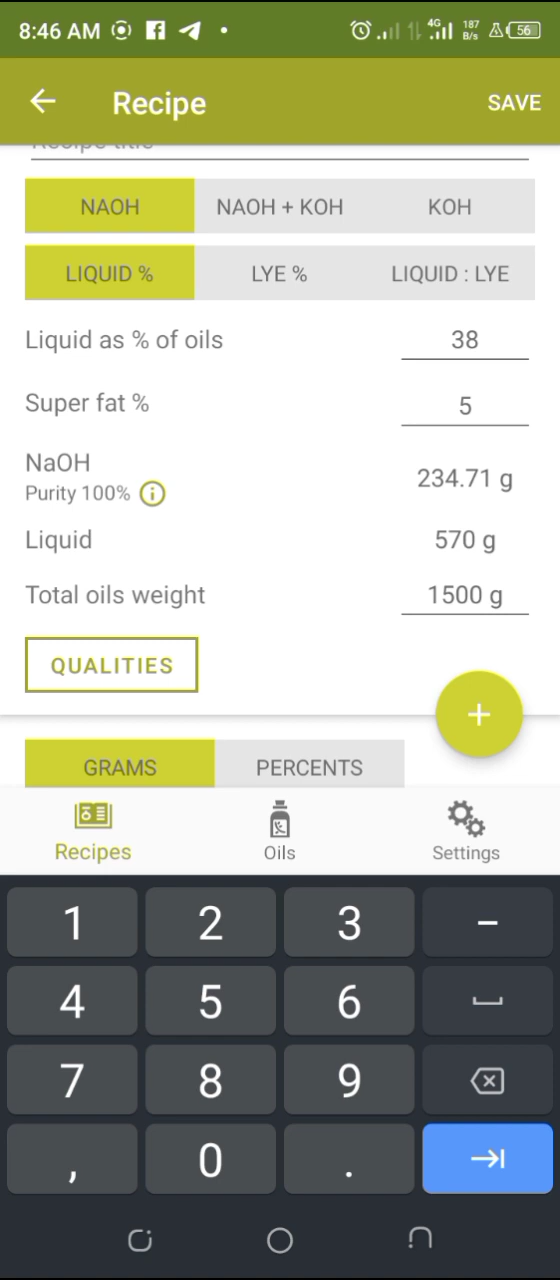 8:46 AM 4G 187 B/s 56
Recipe SAVE
Recipe title
NAOH NAOH + KOH KOH
LIQUID % LYE % LIQUID : LYE
Liquid as % of oils 38
Super fat % 5
NaOH 234.71 g
Purity 100%
Liquid 570 g
Total oils weight 1500 g
QUALITIES
+
GRAMS PERCENTS
Recipes Oils Settings
1 2 3 –
4 5 6
7 8 9
, 0 .